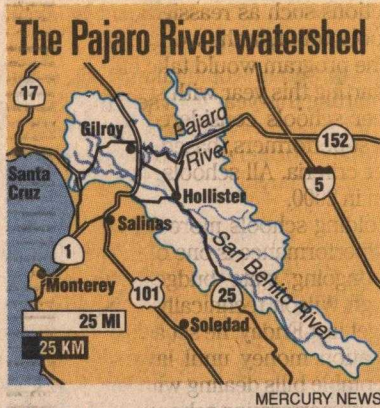 The Pajaro River watershed
17
Gilroy
Pajaro
River
152
Santa
Cruz
5
Hollister
Salinas
1
San Benito River
Monterey
101
25
25 MI
Soledad
25 KM
MERCURY NEWS